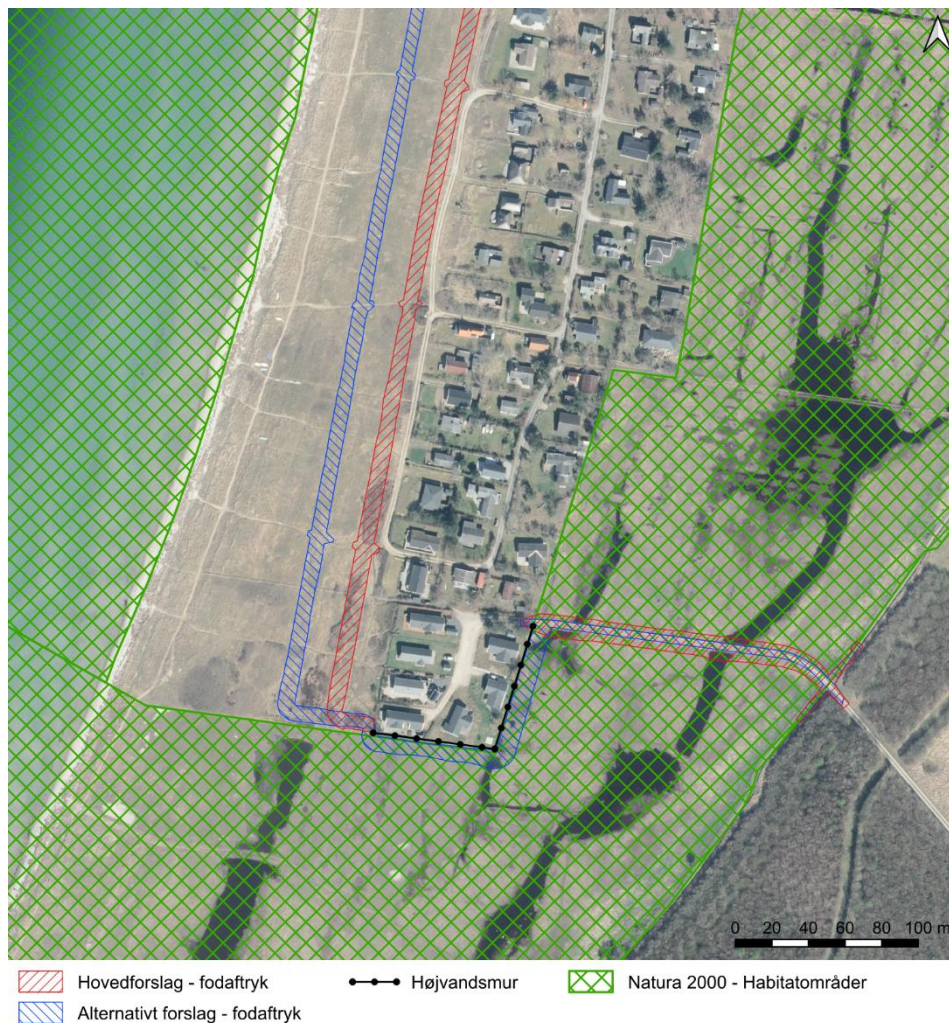 0 20 40 60 80 100 m
Hovedforslag - fodaftryk
Højvandsmur
Natura 2000 - Habitatområder
Alternativt forslag - fodaftryk